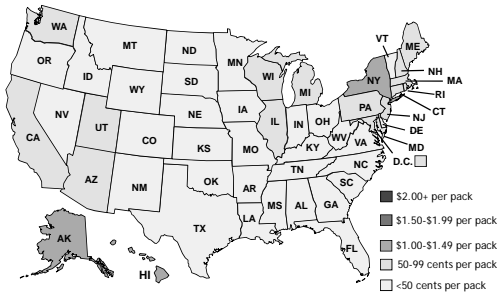 WA
VT
ME
MT
ND
MN
OR
ID
WI
NY
NH
MA
SD
MI
RI
WY
CT
PA
NJ
IA
NE
DE
NV
OH
IL
IN
UT
MD
CA
CO
WV
VA
D.C.
KS
MO
KY
NC
TN
AZ
OK
NM
AR
SC
MS
AL
GA
TX
LA
FL
AK
HI
$2.00+ per pack
$1.50-$1.99 per pack
$1.00-$1.49 per pack
50-99 cents per pack
<50 cents per pack